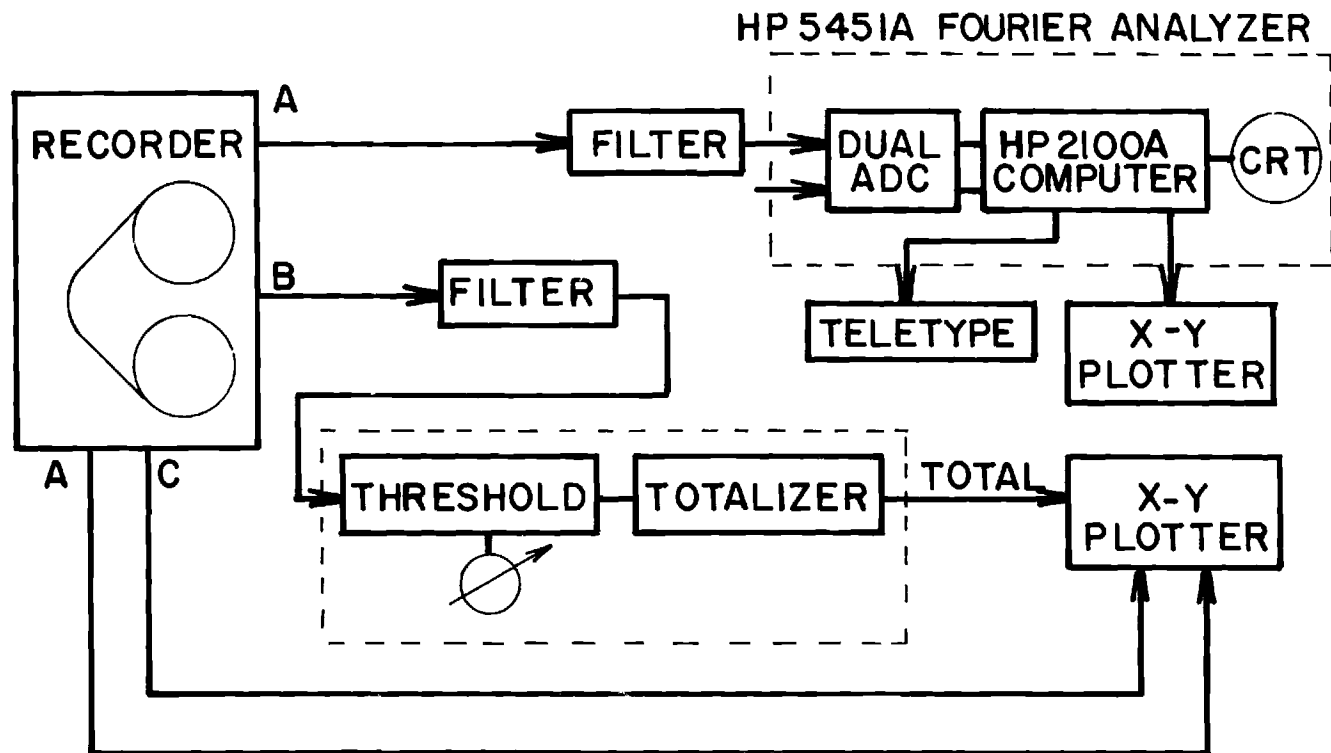 HP 5451A FOURIER ANALYZER
A
RECORDER
FILTER
DUAL
ADC
HP 2100A
COMPUTER
CRT
B
FILTER
TELETYPE
X-Y
PLOTTER
A
C
THRESHOLD
TOTALIZER
TOTAL
X-Y
PLOTTER